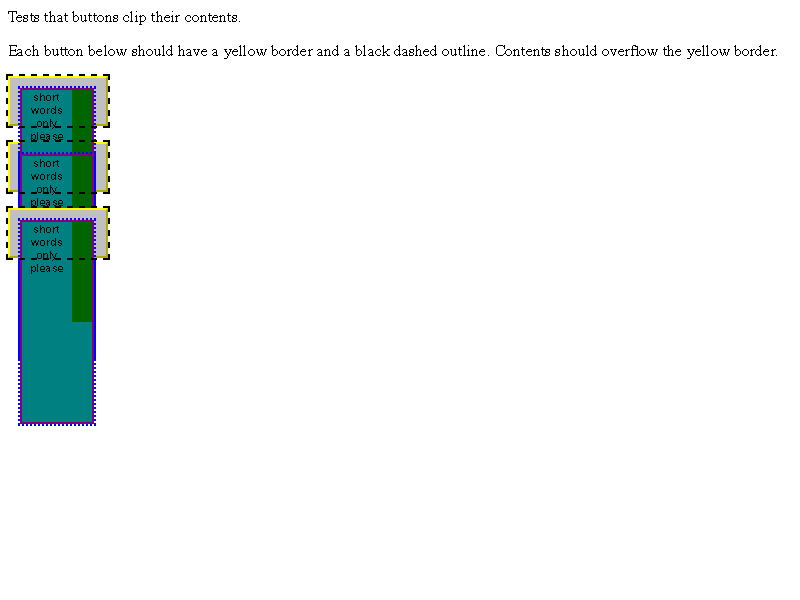 Tests that buttons clip their contents.
Each button below should have a yellow border and a black dashed outline. Contents should overflow the yellow border.
short
words
only
please
short
words
only
please
short
words
only
please